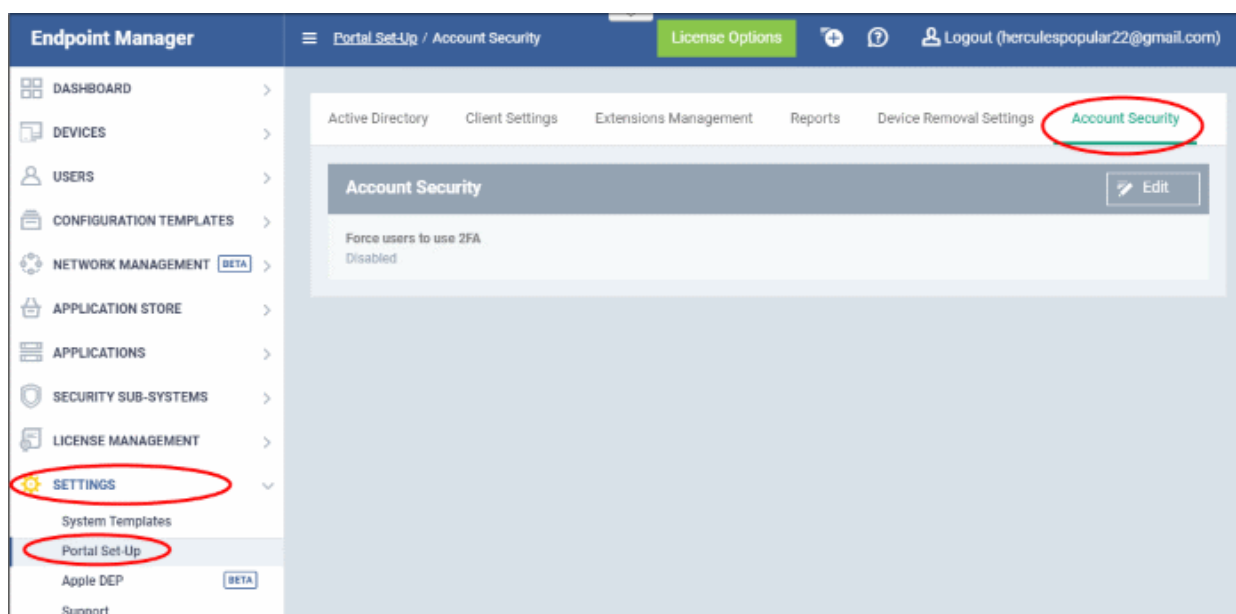 Endpoint Manager
Portal Set-Up / Account Security
License Options
Logout (herculespopular22@gmail.com)
DASHBOARD
DEVICES
USERS
CONFIGURATION TEMPLATES
NETWORK MANAGEMENT BETA
APPLICATION STORE
APPLICATIONS
SECURITY SUB-SYSTEMS
LICENSE MANAGEMENT
SETTINGS
System Templates
Portal Set-Up
Apple DEP BETA
Support
Active Directory Client Settings Extensions Management Reports Device Removal Settings Account Security
Account Security Edit
Force users to use 2FA
Disabled